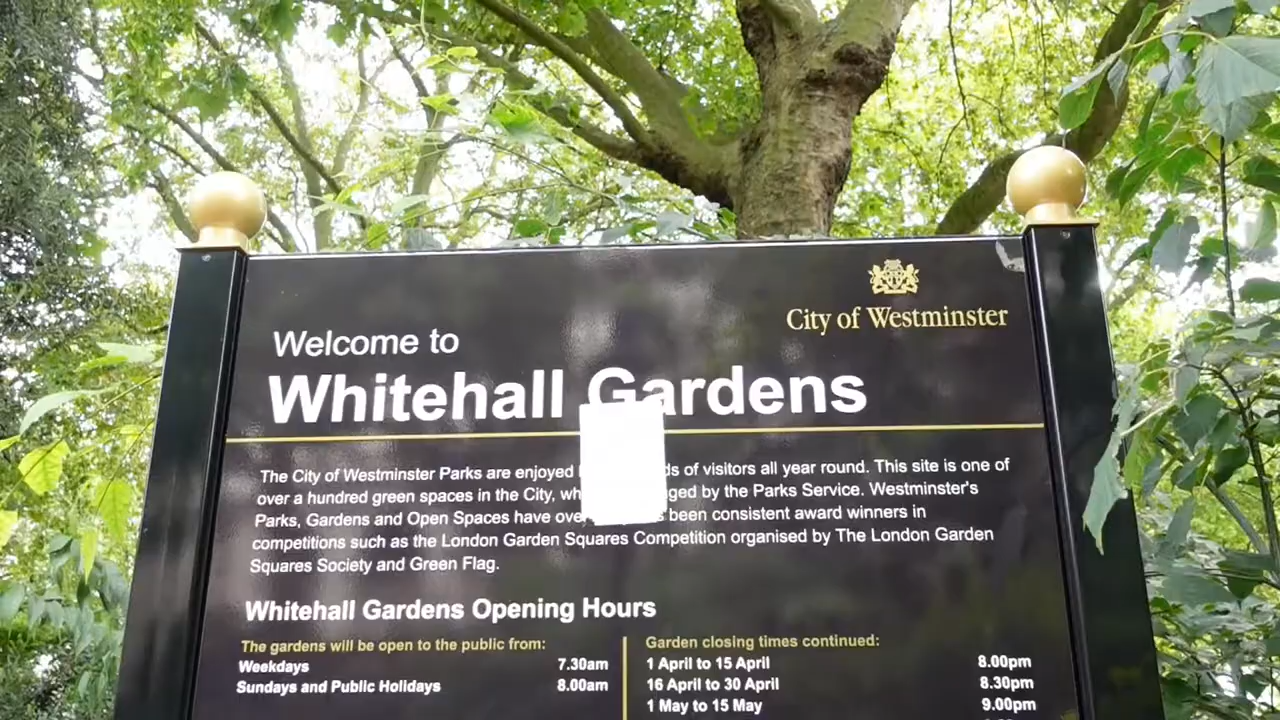 City of Westminster
Welcome to
Whitehall Gardens
The City of Westminster Parks are enjoyed of visitors all year round. This site is one of
over a hundred green spaces in the City, by the Parks Service. Westminster's
Parks, Gardens and Open Spaces have been consistent award winners in
competitions such as the London Garden Squares Competition organised by The London Garden
Squares Society and Green Flag.
Whitehall Gardens Opening Hours
The gardens will be open to the public from:
Weekdays 7.30am
Sundays and Public Holidays 8.00am
Garden closing times continued:
1 April to 15 April 8.00pm
16 April to 30 April 8.30pm
1 May to 15 May 9.00pm